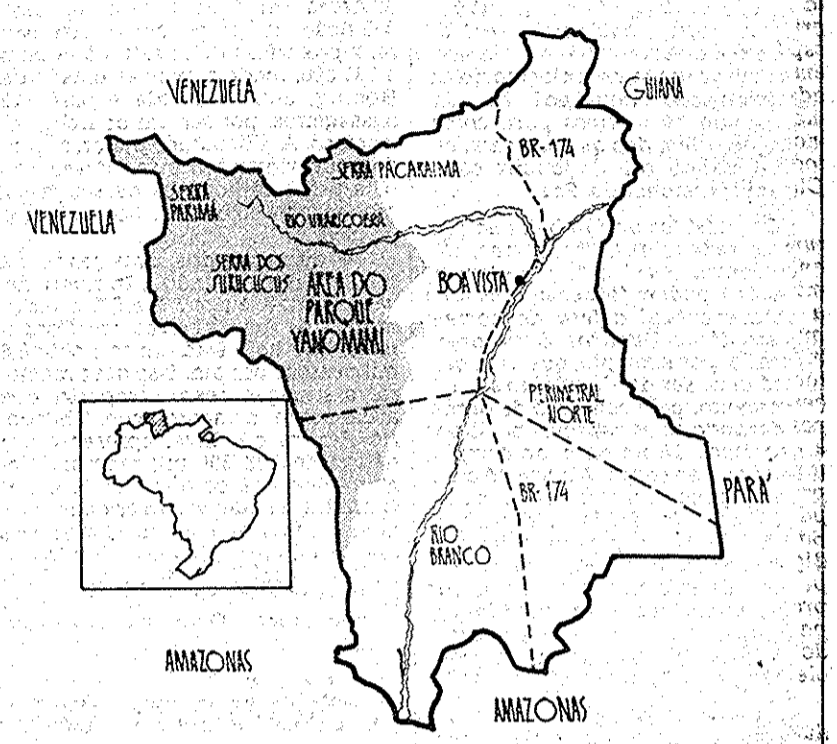 VENEZUELA
GUIANA
BR-174
SERRA PACARAIMA
SERRA
PARIMA
VENEZUELA
RIO URARICOERA
SERRA DOS
SURUCUCUS
ÁREA DO
PARQUE
YANOMAMI
BOA VISTA
PERIMETRAL
NORTE
BR-174
PARÁ
RIO
BRANCO
AMAZONAS
AMAZONAS